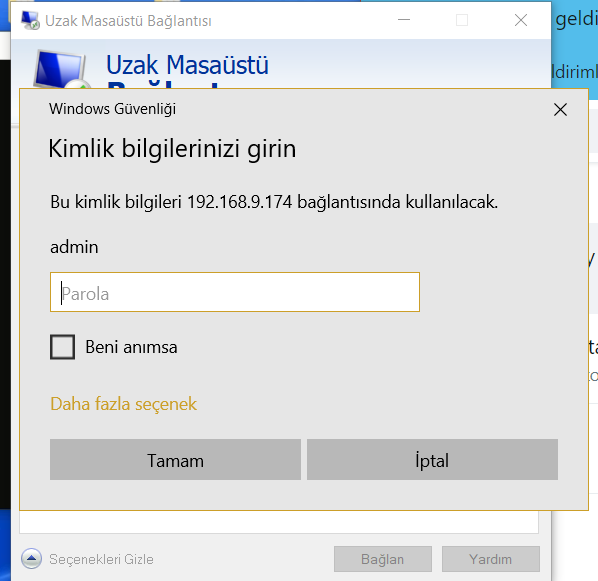 Uzak Masaüstü Bağlantısı
geldi
Uzak Masaüstü
Windows Güvenliği
Kimlik bilgilerinizi girin
Bu kimlik bilgileri 192.168.9.174 bağlantısında kullanılacak.
admin
Parola
Beni anımsa
Daha fazla seçenek
Tamam
İptal
Seçenekleri Gizle
Bağlan
Yardım